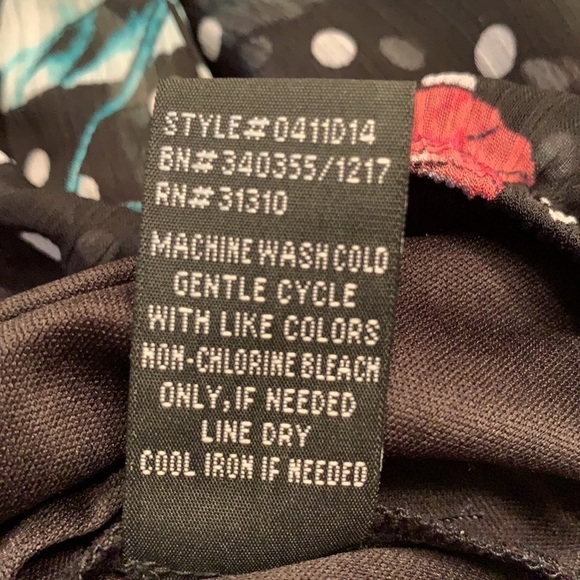 STYLE# 0411D14
BN# 340355/1217
RN# 31310
MACHINE WASH COLD
GENTLE CYCLE
WITH LIKE COLORS
NON-CHLORINE BLEACH
ONLY, IF NEEDED
LINE DRY
COOL IRON IF NEEDED